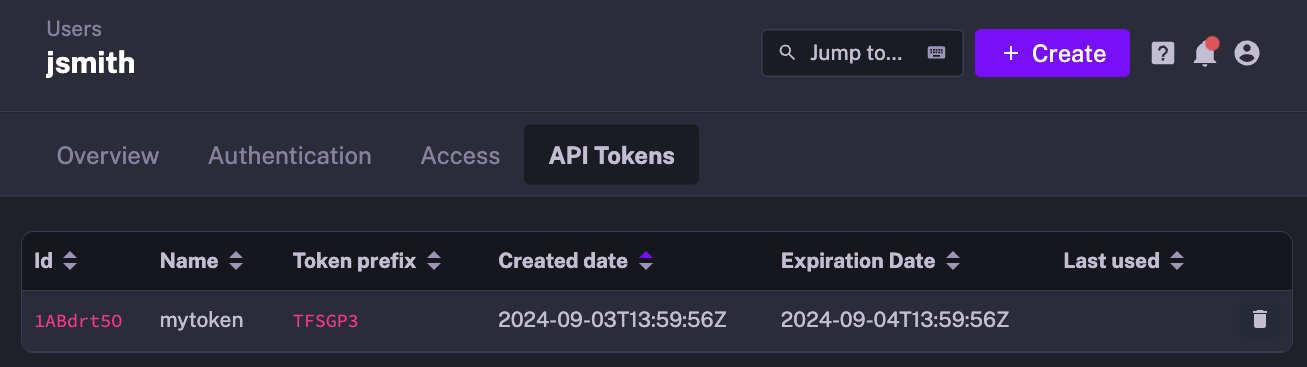 Users
jsmith
Jump to...
+ Create
Overview Authentication Access API Tokens
Id Name Token prefix Created date Expiration Date Last used
1ABdrt5O mytoken TFSGP3 2024-09-03T13:59:56Z 2024-09-04T13:59:56Z